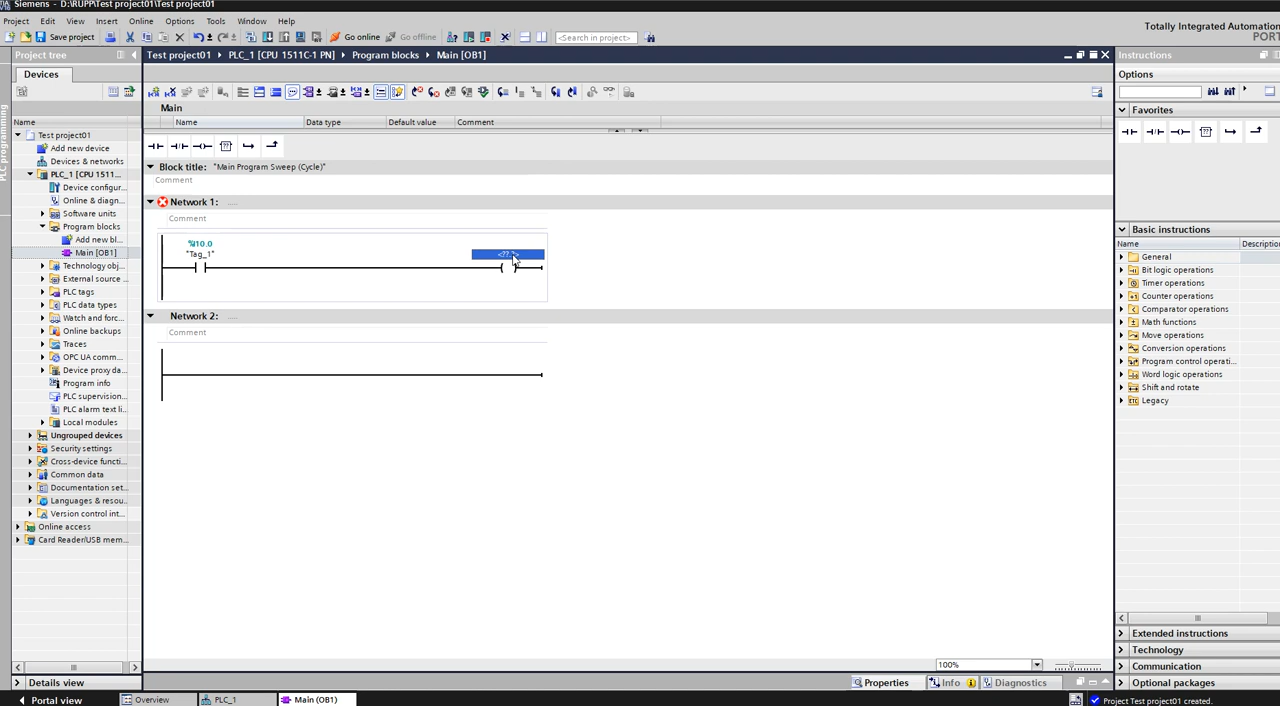 Siemens - D:\RUPP\Test project01\Test project01
Project Edit View Insert Online Options Tools Window Help
Totally Integrated Automation
PORT
Save project Go online Go offline <Search in project>
Project tree
Test project01 PLC_1 [CPU 1511C-1 PN] Program blocks Main [OB1]
Instructions
Devices
Options
Main
Name Data type Default value Comment
Favorites
Name
Test project01
Add new device
Devices & networks
PLC_1 [CPU 1511...
Device configur...
Online & diagn...
Software units
Program blocks
Add new bl...
Main [OB1]
Technology obj...
External source ...
PLC tags
PLC data types
Watch and forc...
Online backups
Traces
OPC UA comm...
Device proxy da...
Program info
PLC supervision...
PLC alarm text li...
Local modules
Ungrouped devices
Security settings
Cross-device functi...
Common data
Documentation set...
Languages & resou...
Version control int...
Online access
Card Reader/USB mem...
Details view
PLC programming
Block title: "Main Program Sweep (Cycle)"
Comment
Network 1: .....
Comment
%I10.0
"Tag_1"
Network 2: .....
Comment
100%
Properties Info Diagnostics
Basic instructions
Name Descriptio
General
Bit logic operations
Timer operations
Counter operations
Comparator operations
Math functions
Move operations
Conversion operations
Program control operati...
Word logic operations
Shift and rotate
Legacy
Extended instructions
Technology
Communication
Optional packages
Portal view Overview PLC_1 Main (OB1) Project Test project01 created.